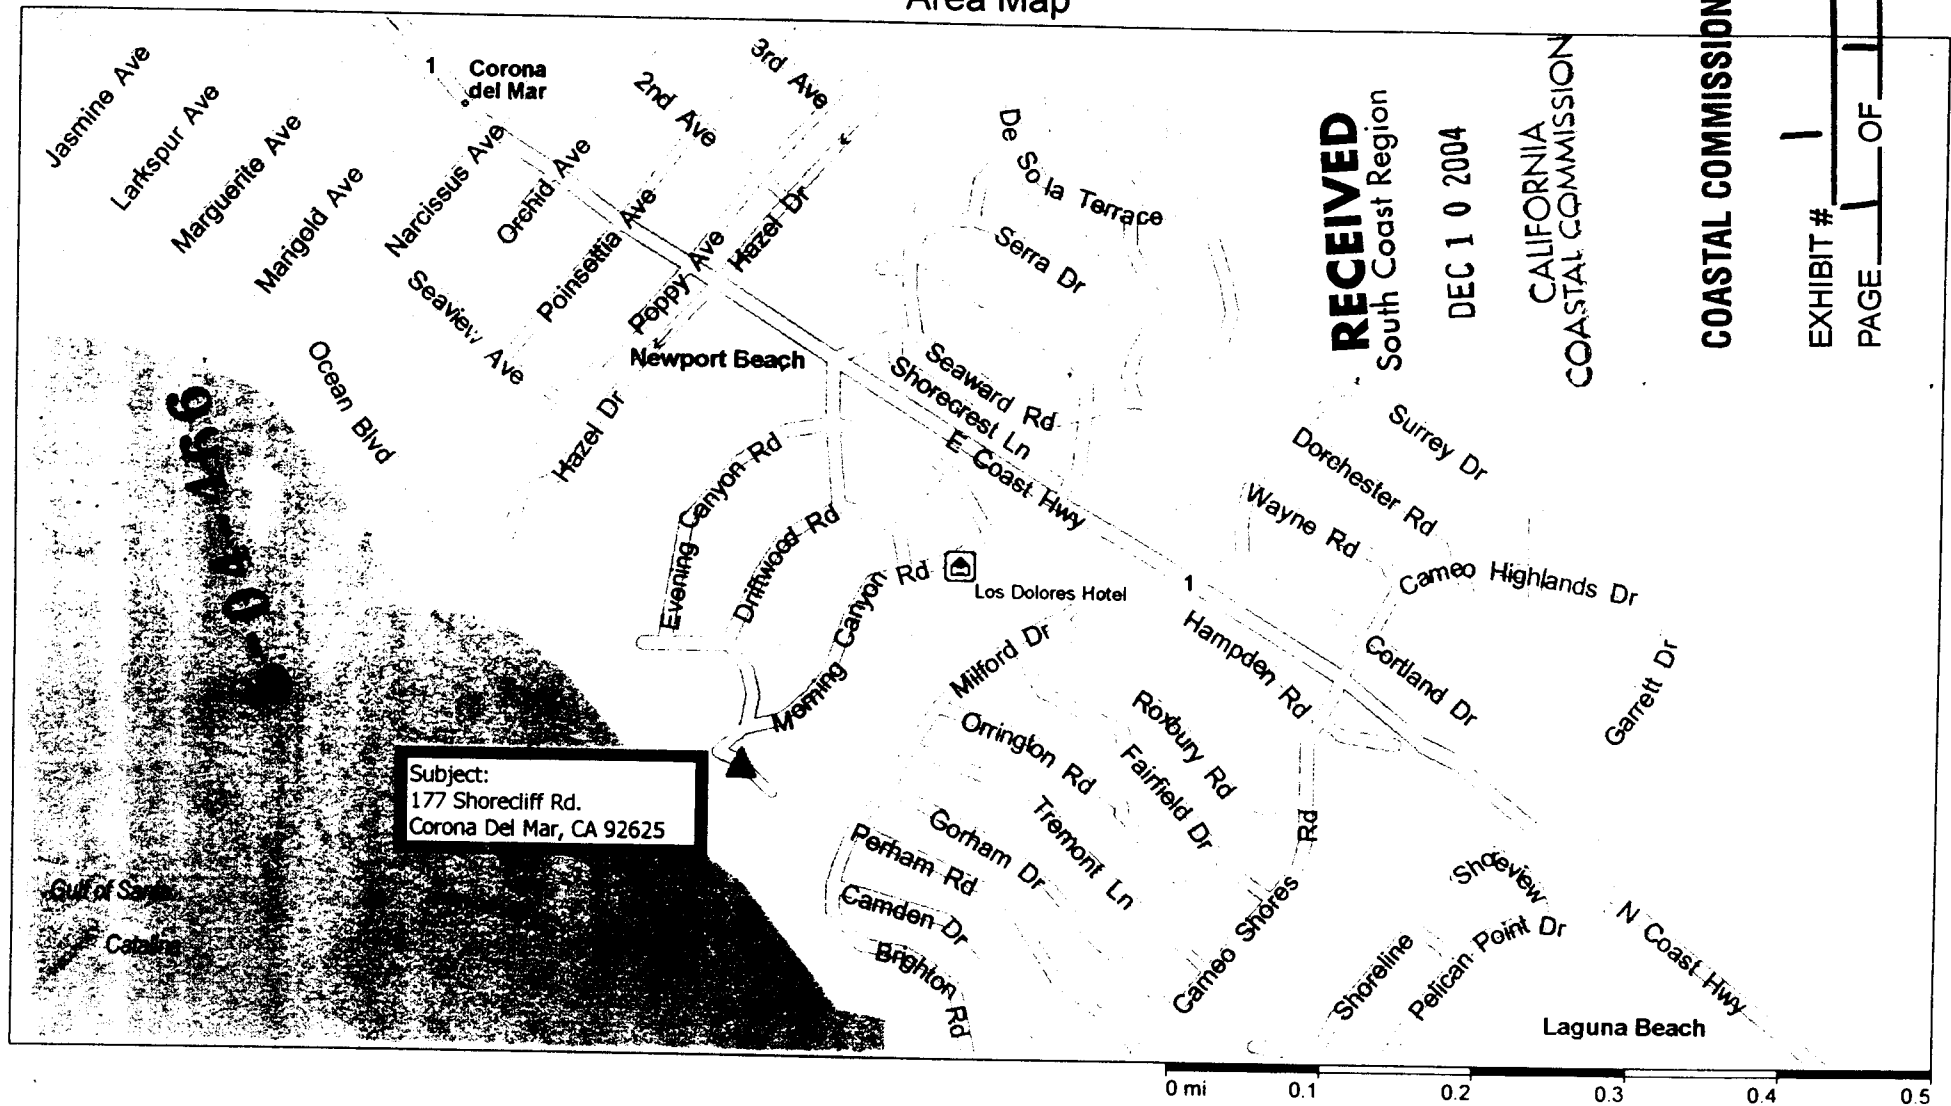 Area Map
Jasmine Ave
Larkspur Ave
Marguerite Ave
Marigold Ave
1
Corona
del Mar
Narcissus Ave
Orchid Ave
Poinsettia Ave
Poppy Ave
2nd Ave
3rd Ave
Hazel Dr
Seaview Ave
Ocean Blvd
Hazel Dr
Newport Beach
De Sola Terrace
Serra Dr
Seaward Rd
Shorecrest Ln
E Coast Hwy
Evening Canyon Rd
Driftwood Rd
Morning Canyon Rd
Los Dolores Hotel
1
Surrey Dr
Dorchester Rd
Wayne Rd
Cameo Highlands Dr
Cortland Dr
Garrett Dr
Hampden Rd
Milford Dr
Orrington Rd
Roxbury Rd
Fairfield Dr
Tremont Ln
Gorham Dr
Perham Rd
Camden Dr
Brighton Rd
Cameo Shores Rd
Shoreline
Pelican Point Dr
N Coast Hwy
Laguna Beach
Subject:
177 Shorecliff Rd.
Corona Del Mar, CA 92625
Gulf of Santa
Catalina
RECEIVED
South Coast Region
DEC 10 2004
CALIFORNIA
COASTAL COMMISSION
COASTAL COMMISSION
EXHIBIT # 1
PAGE 1 OF 1
0 mi 0.1 0.2 0.3 0.4 0.5